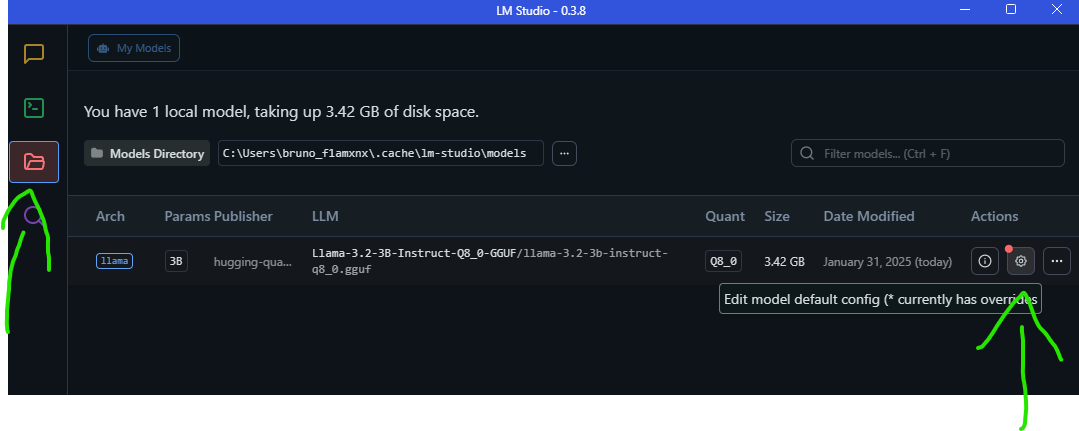 LM Studio - 0.3.8
My Models
You have 1 local model, taking up 3.42 GB of disk space.
Models Directory C:\Users\bruno_f1amxnx\.cache\lm-studio\models ... Filter models... (Ctrl + F)
Arch Params Publisher LLM Quant Size Date Modified Actions
llama 3B hugging-qua... Llama-3.2-3B-Instruct-Q8_0-GGUF/llama-3.2-3b-instruct- Q8_0 3.42 GB January 31, 2025 (today) ...
q8_0.gguf
Edit model default config (* currently has overrides